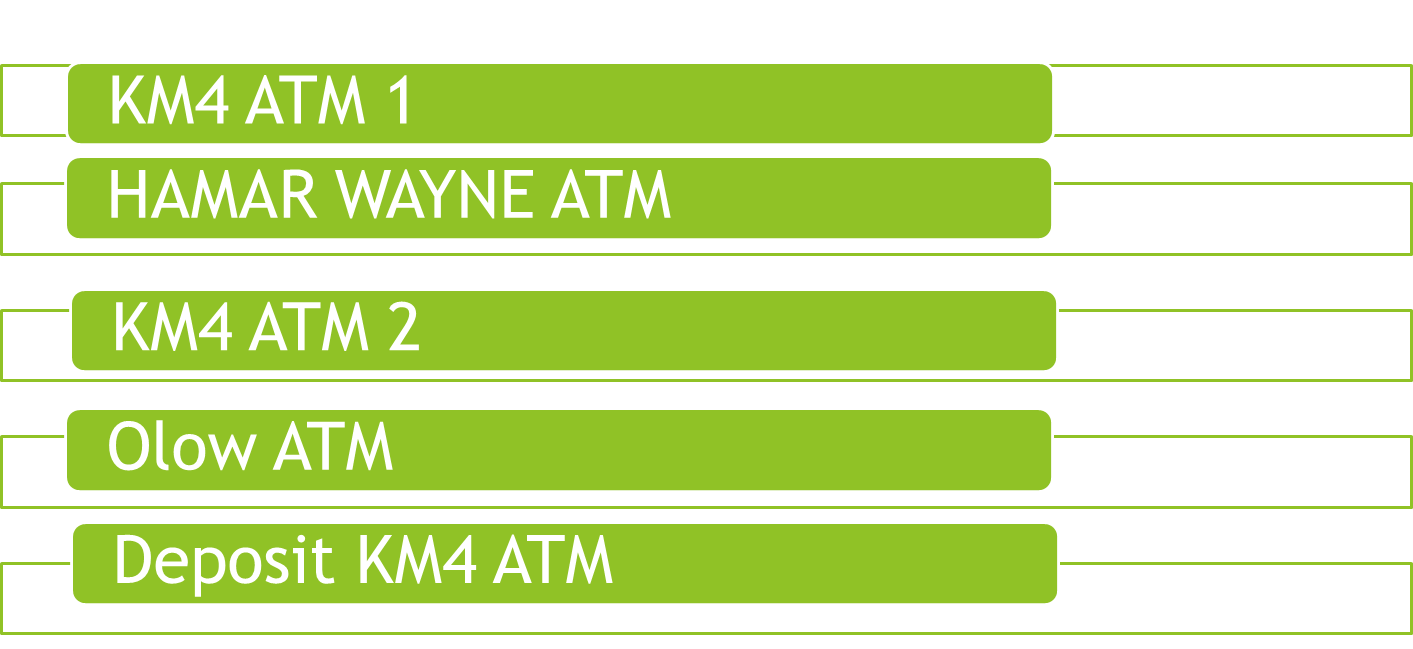 KM4 ATM 1
HAMAR WAYNE ATM
KM4 ATM 2
Olow ATM
Deposit KM4 ATM